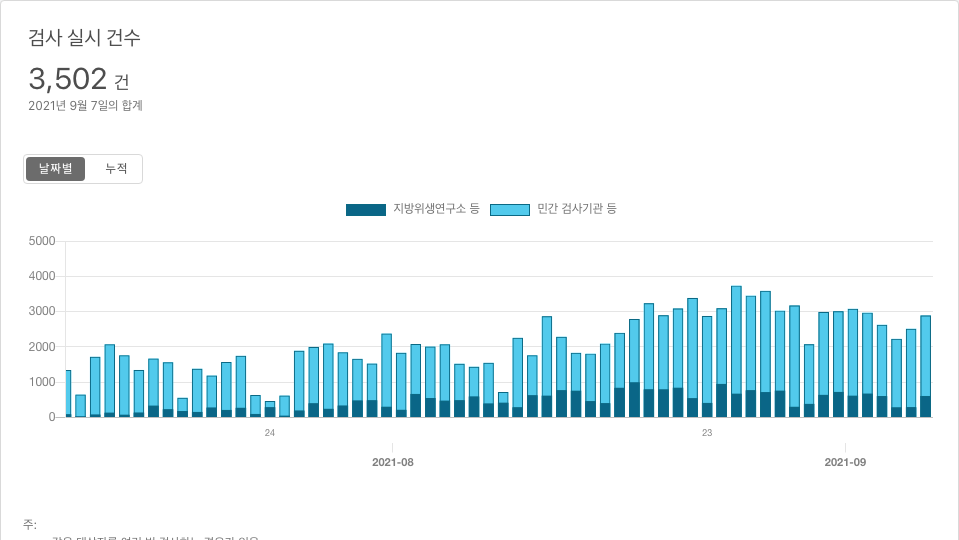 검사 실시 건수
3,502 건
2021년 9월 7일의 합계
날짜별 누적
지방위생연구소 등 민간 검사기관 등
5000
4000
3000
2000
1000
0
24 23
2021-08 2021-09
주: